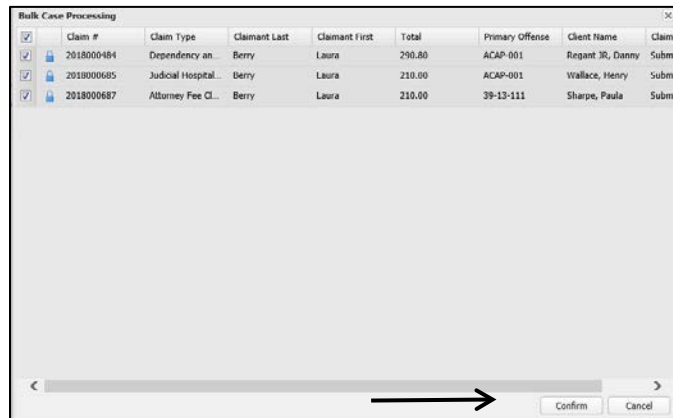 Bulk Case Processing
Claim # Claim Type Claimant Last Claimant First Total Primary Offense Client Name Claim
2018000484 Dependency an... Berry Laura 290.80 ACAP-001 Regant JR, Danny Subm
2018000685 Judicial Hospital... Berry Laura 210.00 ACAP-001 Wallace, Henry Subm
2018000687 Attorney Fee Cl... Berry Laura 210.00 39-13-111 Sharpe, Paula Subm
Confirm Cancel